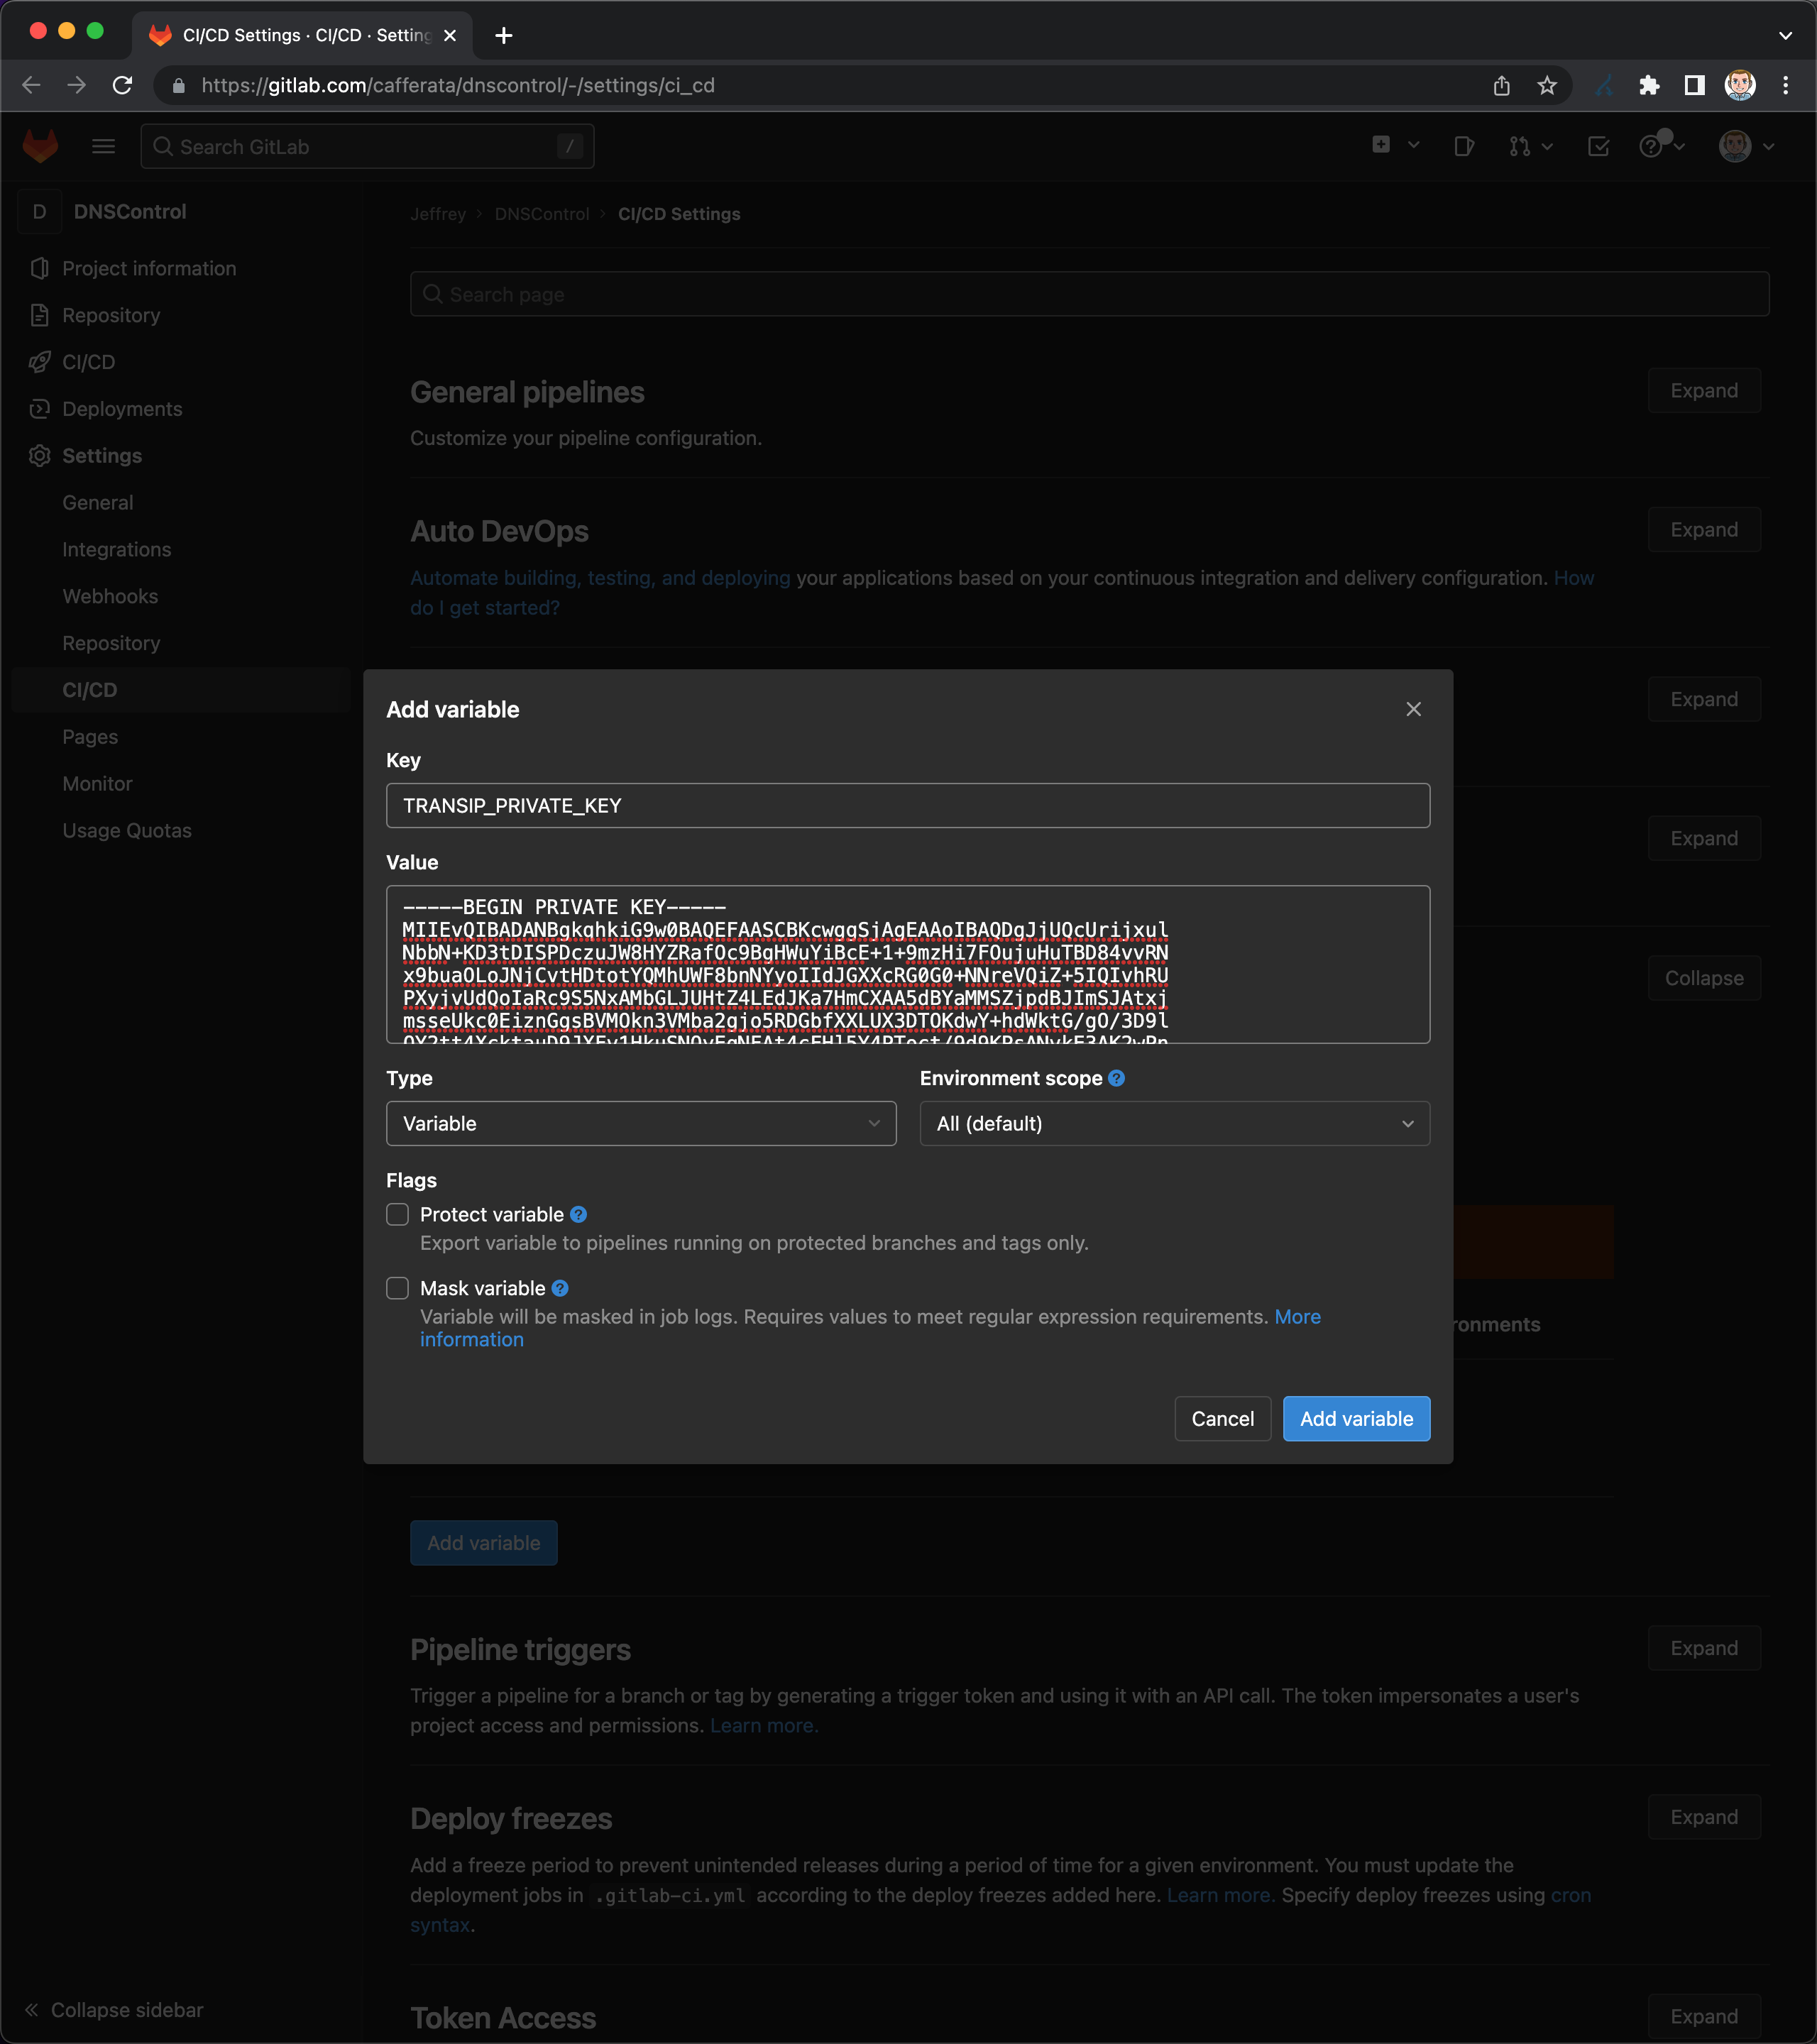 CI/CD Settings · CI/CD · Setting
https://gitlab.com/cafferata/dnscontrol/-/settings/ci_cd
Search GitLab /
D DNSControl
Project information
Repository
CI/CD
Deployments
Settings
General
Integrations
Webhooks
Repository
CI/CD
Pages
Monitor
Usage Quotas
Collapse sidebar
Jeffrey › DNSControl › CI/CD Settings
Search page
General pipelines
Expand
Customize your pipeline configuration.
Auto DevOps
Expand
Automate building, testing, and deploying your applications based on your continuous integration and delivery configuration. How
do I get started?
Expand
Expand
Collapse
Add variable
Key
TRANSIP_PRIVATE_KEY
Value
-----BEGIN PRIVATE KEY-----
MIIEvQIBADANBgkqhkiG9w0BAQEFAASCBKcwggSjAgEAAoIBAQDgJjUQcUrijxul
NbbN+KD3tDISPDczuJW8HYZRafOc9BgHWuYiBcE+1+9mzHi7FOujuHuTBD84vvRN
x9buaOLoJNjCvtHDtotYQMhUWF8bnNYyoIIdJGXXcRG0G0+NNreVQiZ+5IQIvhRU
PXyjvUdQoIaRc9S5NxAMbGLJUHtZ4LEdJKa7HmCXAA5dBYaMMSZjpdBJImSJAtxj
msseUkc0EiznGgsBVMOkn3VMba2gjo5RDGbfXXLUX3DTOKdwY+hdWktG/gO/3D9l
Type
Variable
Environment scope
All (default)
Flags
Protect variable
Export variable to pipelines running on protected branches and tags only.
Mask variable
Variable will be masked in job logs. Requires values to meet regular expression requirements. More
information
Cancel
Add variable
ronments
Add variable
Pipeline triggers
Expand
Trigger a pipeline for a branch or tag by generating a trigger token and using it with an API call. The token impersonates a user's
project access and permissions. Learn more.
Deploy freezes
Expand
Add a freeze period to prevent unintended releases during a period of time for a given environment. You must update the
deployment jobs in .gitlab-ci.yml according to the deploy freezes added here. Learn more. Specify deploy freezes using cron
syntax.
Token Access
Expand